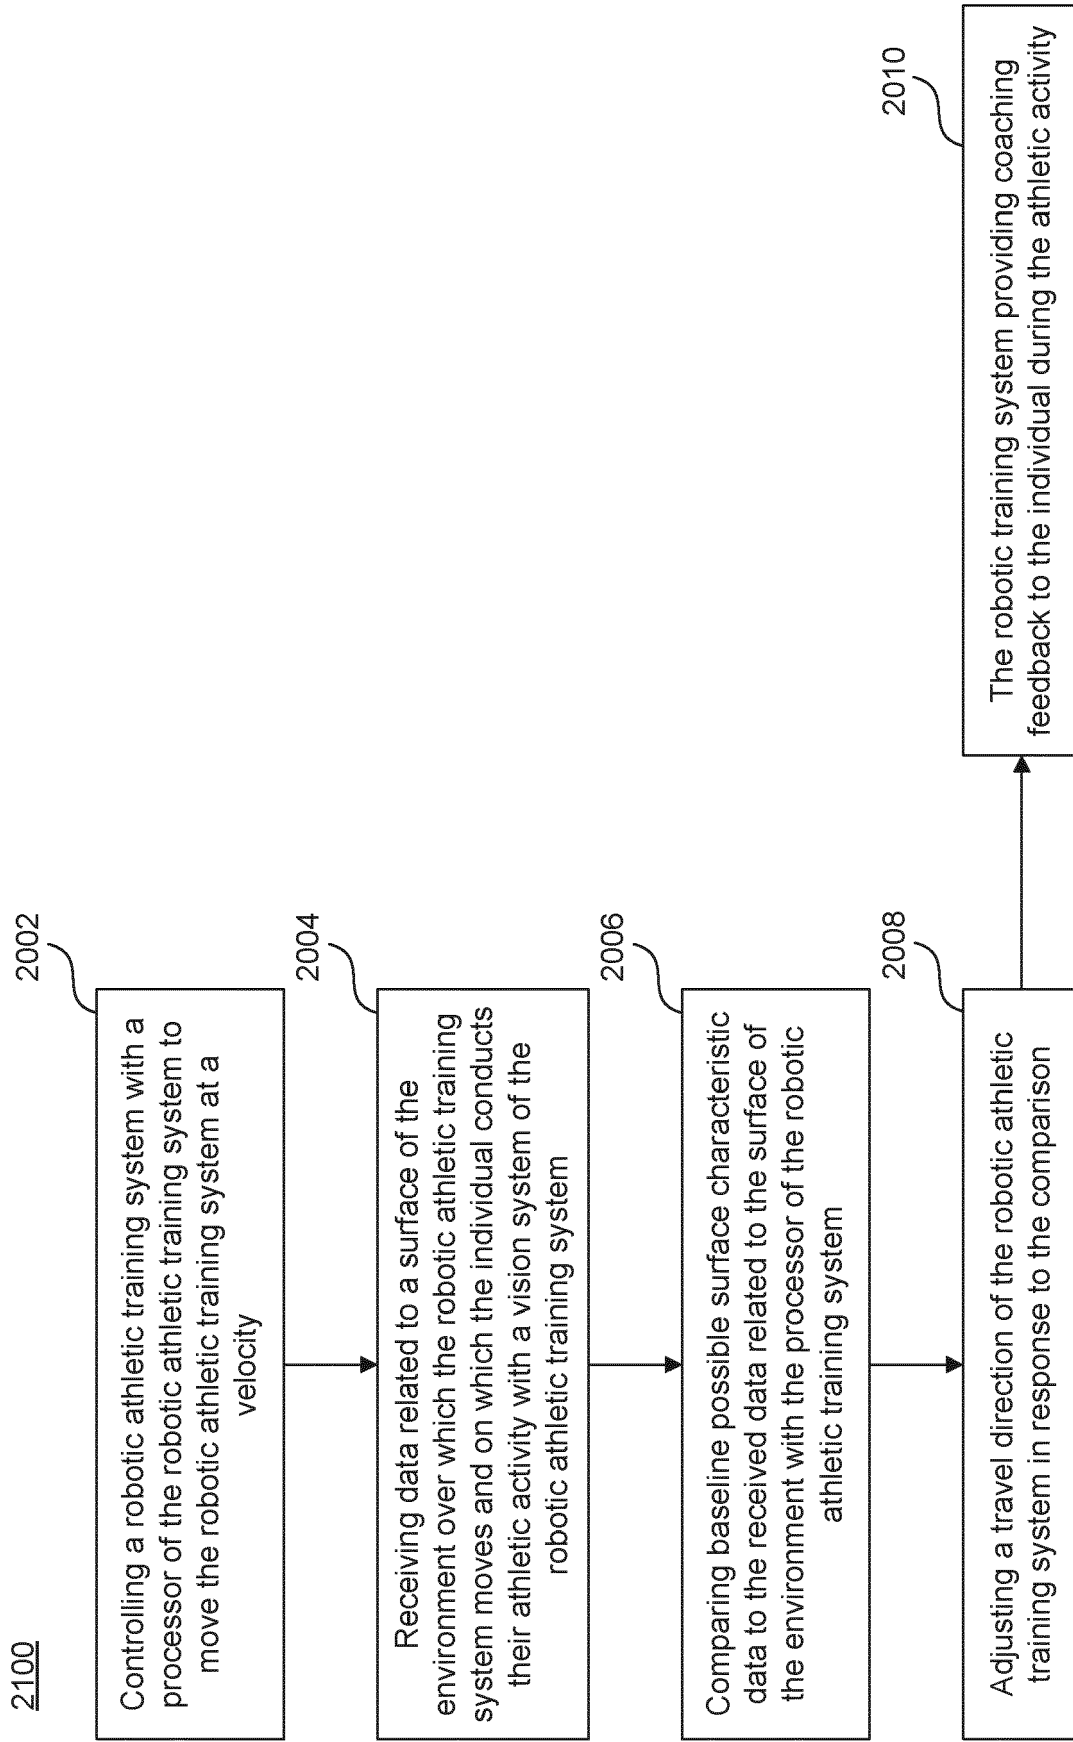 2100
2002
Controlling a robotic athletic training system with a
processor of the robotic athletic training system to
move the robotic athletic training system at a
velocity
2004
Receiving data related to a surface of the
environment over which the robotic athletic training
system moves and on which the individual conducts
their athletic activity with a vision system of the
robotic athletic training system
2006
Comparing baseline possible surface characteristic
data to the received data related to the surface of
the environment with the processor of the robotic
athletic training system
2008
Adjusting a travel direction of the robotic athletic
training system in response to the comparison
2010
The robotic training system providing coaching
feedback to the individual during the athletic activity